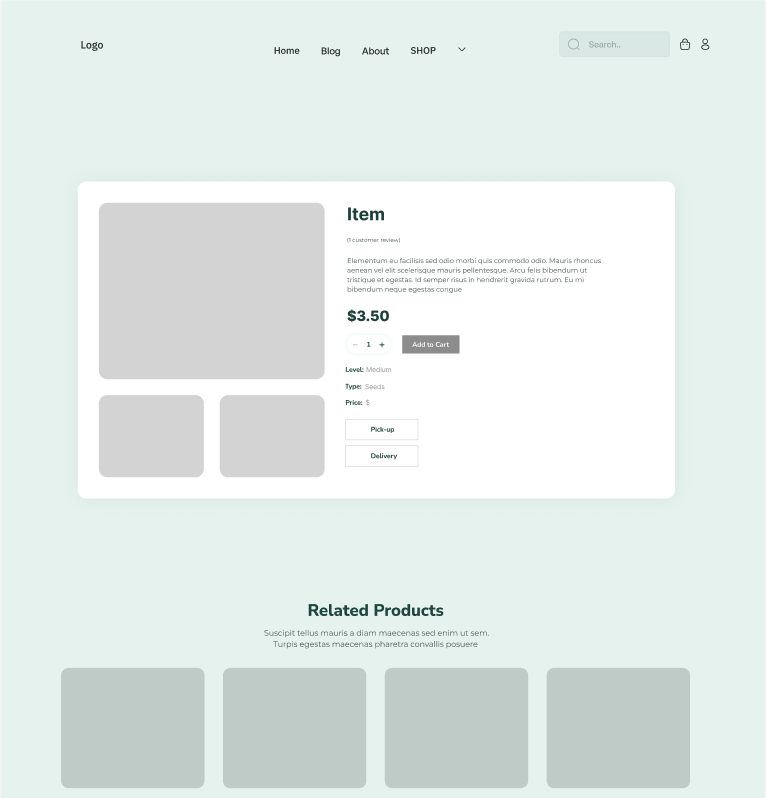 Logo
Home Blog About SHOP
Search..
Item
(1 customer review)
Elementum eu facilisis sed odio morbi quis commodo odio. Mauris rhoncus
aenean vel elit scelerisque mauris pellentesque. Arcu felis bibendum ut
tristique et egestas. Id semper risus in hendrerit gravida rutrum. Eu mi
bibendum neque egestas congue
$3.50
− 1 + Add to Cart
Level: Medium
Type: Seeds
Price: $
Pick-up
Delivery
Related Products
Suscipit tellus mauris a diam maecenas sed enim ut sem.
Turpis egestas maecenas pharetra convallis posuere